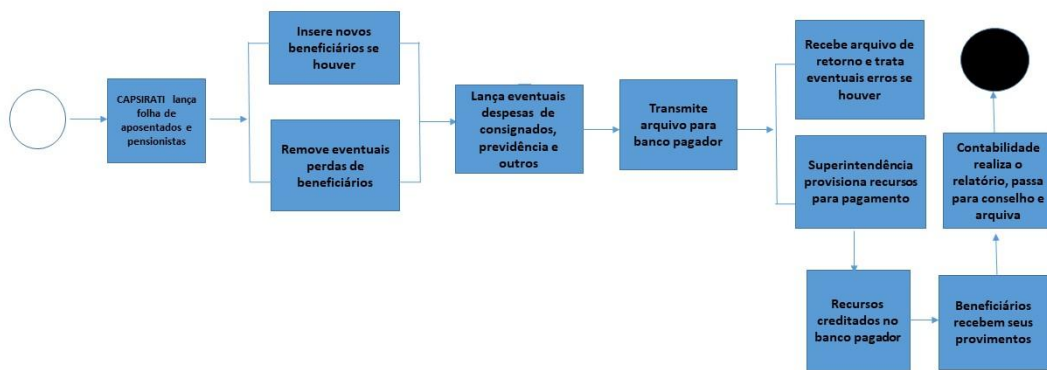 CAPSIRATI lança
folha de
aposentados e
pensionistas
Insere novos
beneficiários se
houver
Remove eventuais
perdas de
beneficiários
Lança eventuais
despesas de
consignados,
previdência e
outros
Transmite
arquivo para
banco pagador
Recebe arquivo de
retorno e trata
eventuais erros se
houver
Superintendência
provisiona recursos
para pagamento
Recursos
creditados no
banco pagador
Beneficiários
recebem seus
provimentos
Contabilidade
realiza o
relatório, passa
para conselho e
arquiva